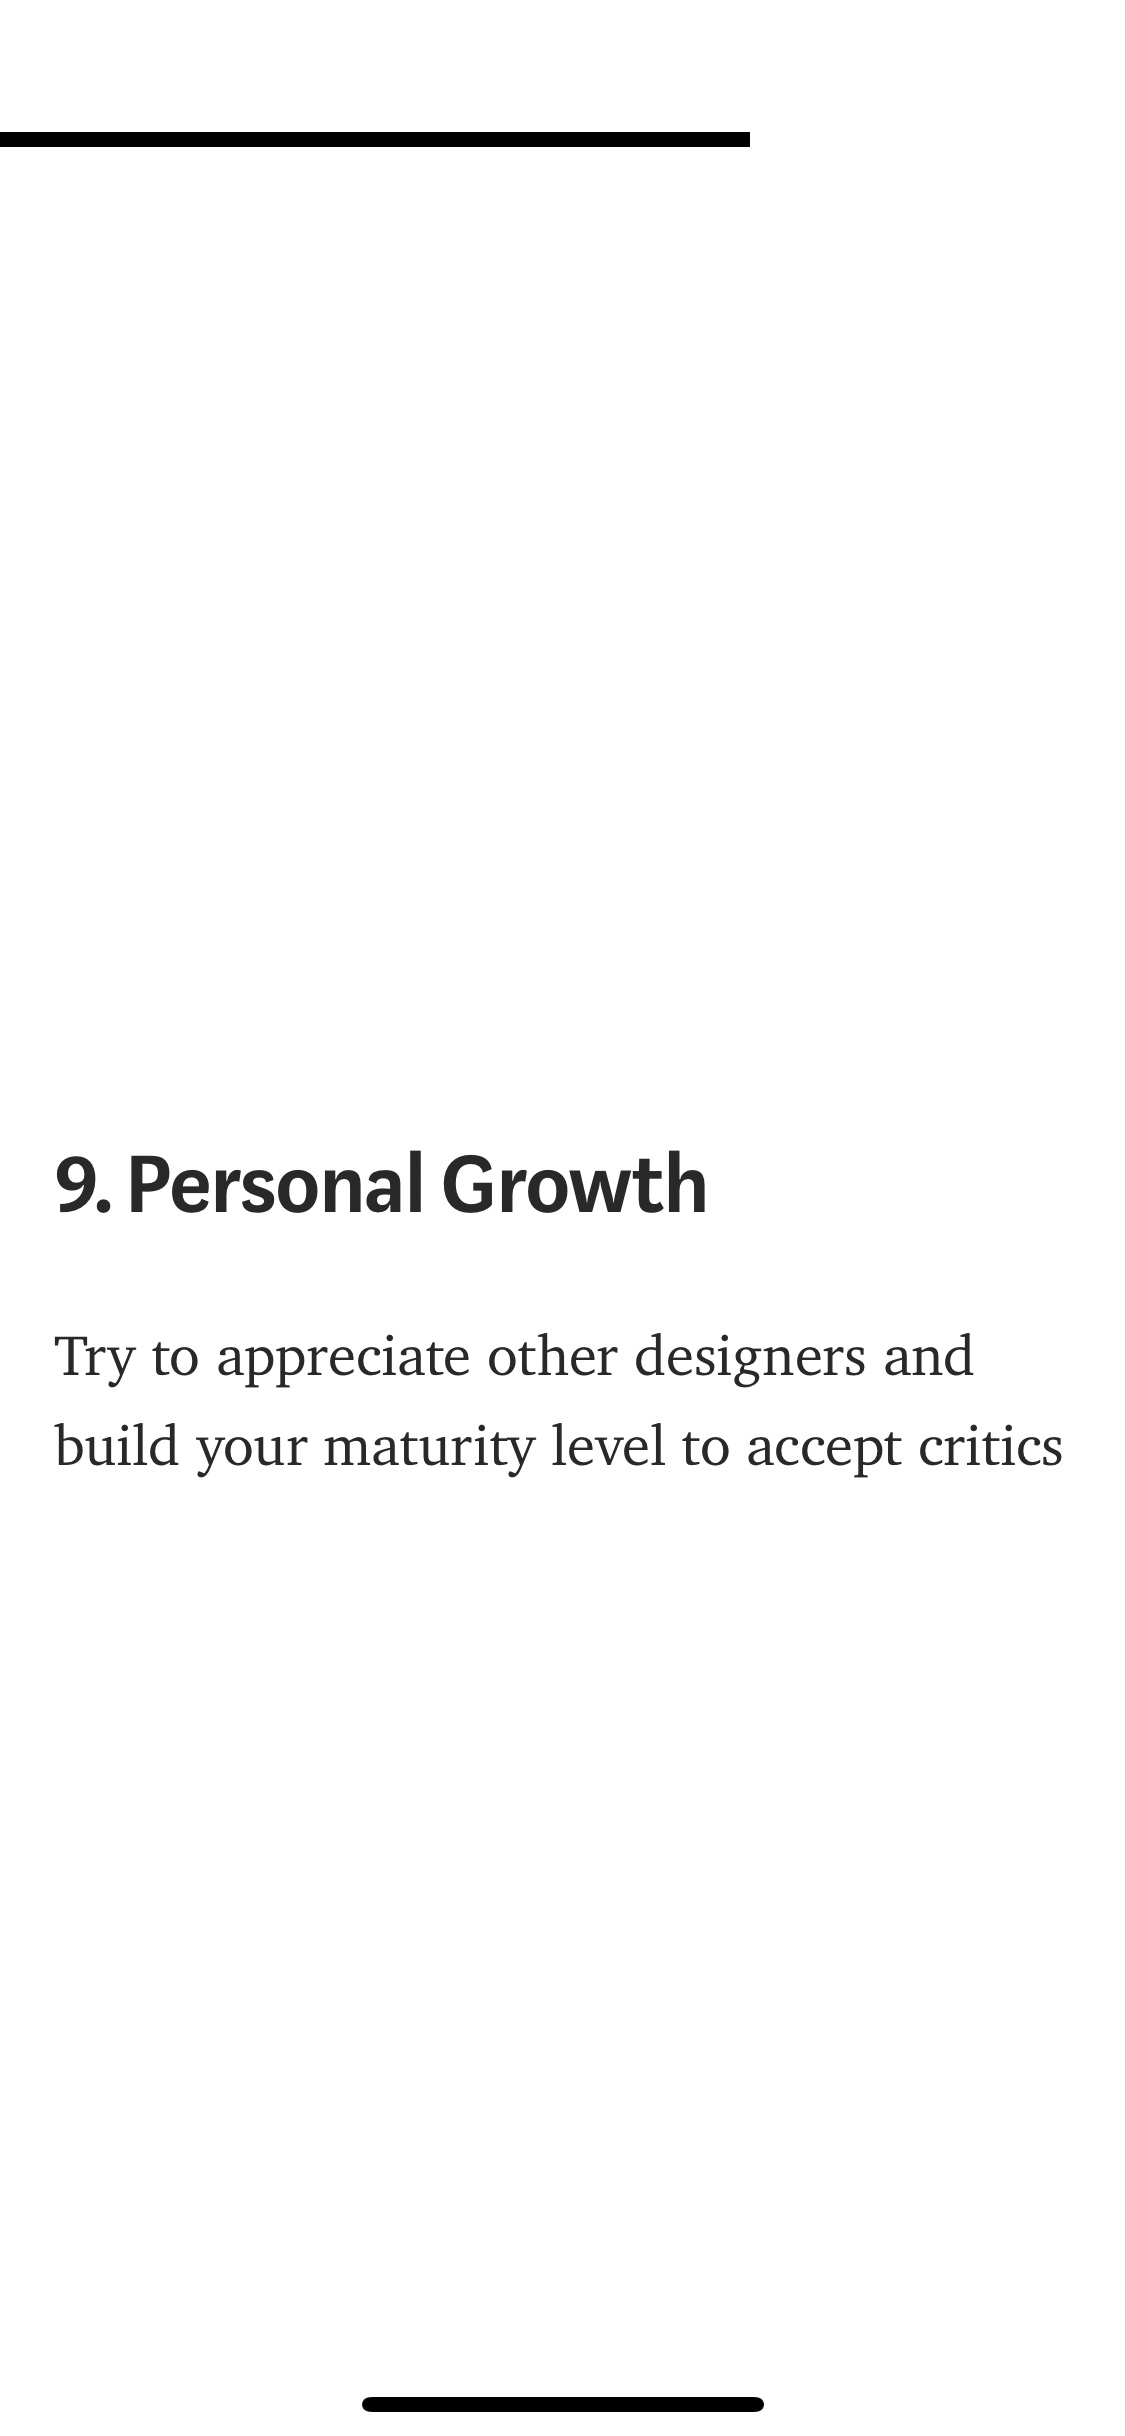 9. Personal Growth
Try to appreciate other designers and
build your maturity level to accept critics